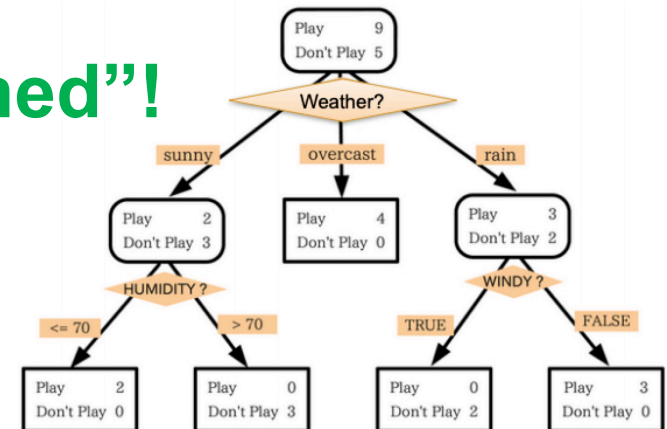 Play 9
Don't Play 5
ned"!
Weather?
sunny
overcast
rain
Play 2
Don't Play 3
Play 4
Don't Play 0
Play 3
Don't Play 2
HUMIDITY ?
WINDY ?
<= 70
> 70
TRUE
FALSE
Play 2
Don't Play 0
Play 0
Don't Play 3
Play 0
Don't Play 2
Play 3
Don't Play 0